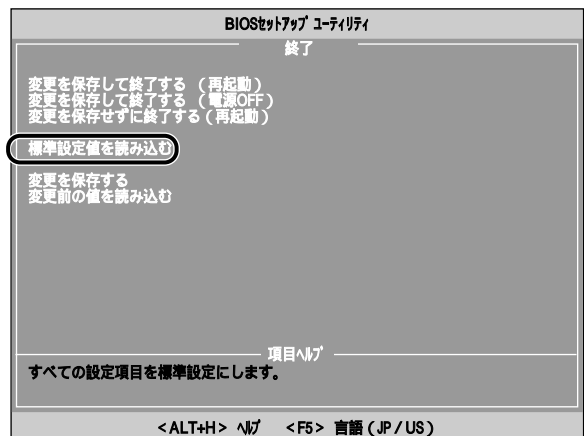 BIOSセットアップ ユーティリティ
終了
変更を保存して終了する (再起動)
変更を保存して終了する (電源OFF)
変更を保存せずに終了する (再起動)
標準設定値を読み込む
変更を保存する
変更前の値を読み込む
項目ヘルプ
すべての設定項目を標準設定にします。
<ALT+H> ヘルプ <F5> 言語 (JP / US)